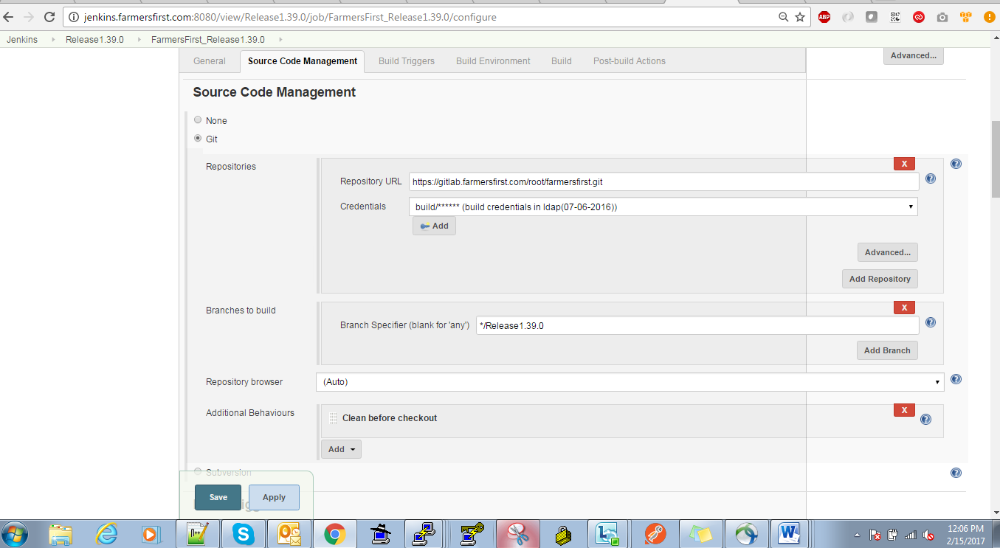 jenkins.farmersfirst.com:8080/view/Release1.39.0/job/FarmersFirst_Release1.39.0/configure
ABP
Jenkins Release1.39.0 FarmersFirst_Release1.39.0
General Source Code Management Build Triggers Build Environment Build Post-build Actions
Advanced...
Source Code Management
None
Git
Repositories
X
Repository URL https://gitlab.farmersfirst.com/root/farmersfirst.git
Credentials build/****** (build credentials in ldap(07-06-2016))
Add
Advanced...
Add Repository
Branches to build
X
Branch Specifier (blank for 'any') */Release1.39.0
Add Branch
Repository browser (Auto)
Additional Behaviours
X
Clean before checkout
Add
Subversion
Save Apply
12:06 PM
2/15/2017